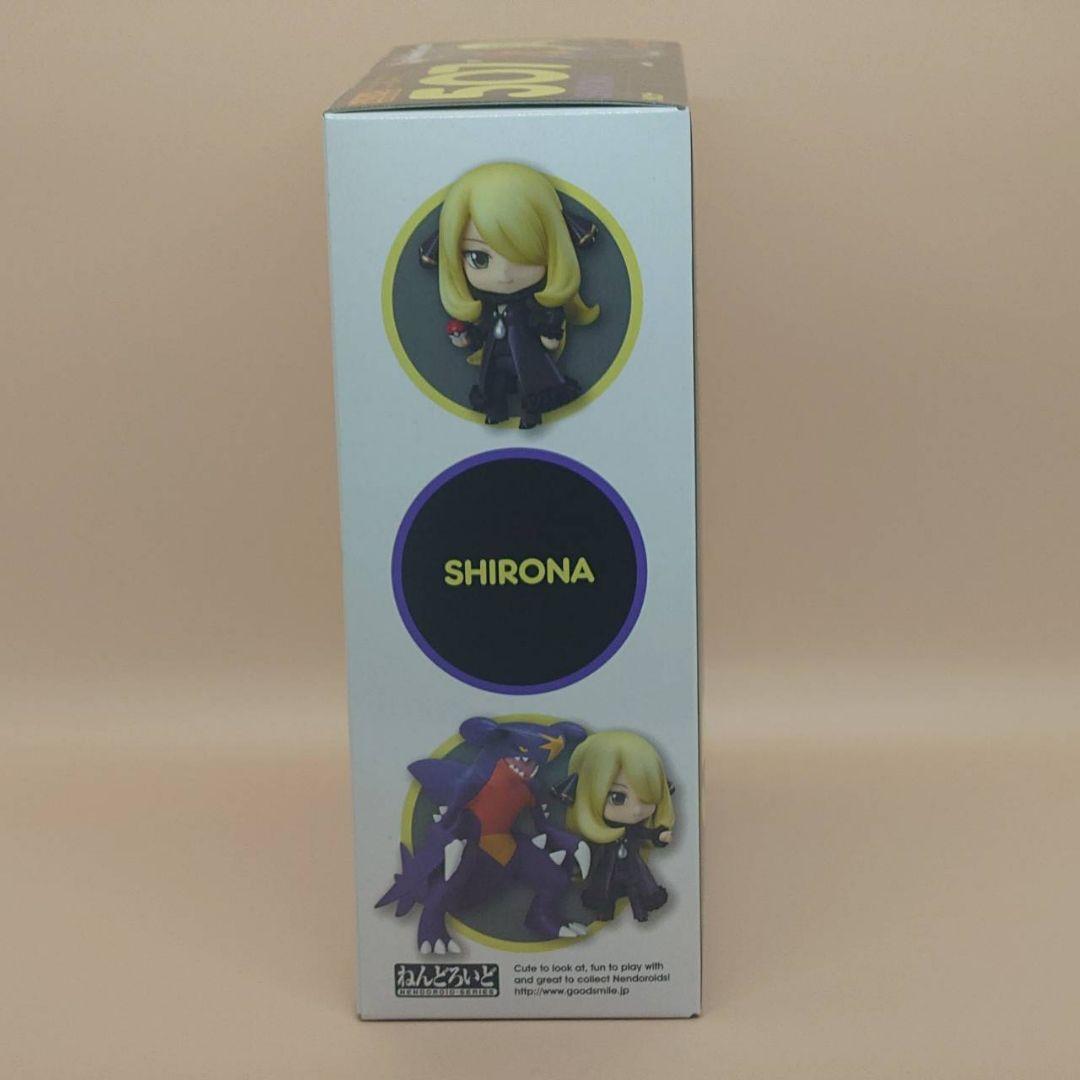 507
SHIRONA
ねんどろいど
NENDOROID SERIES
Cute to look at, fun to play with
and great to collect Nendoroids!
http://www.goodsmile.jp